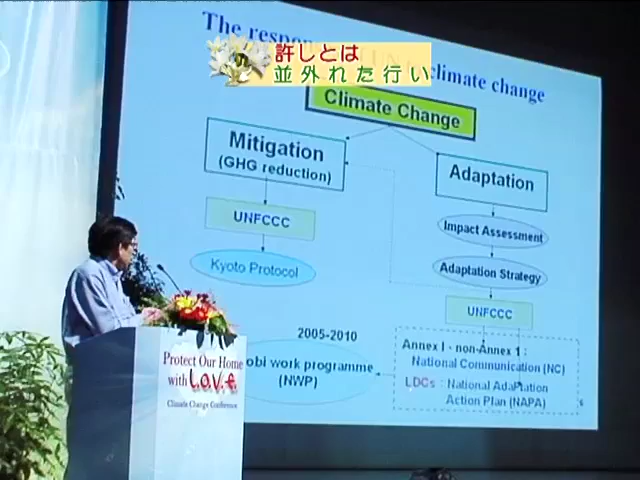 The respon
climate change
許しとは
並外れた行い
Climate Change
Mitigation
(GHG reduction)
UNFCCC
Kyoto Protocol
Adaptation
Impact Assessment
Adaptation Strategy
UNFCCC
Annex I、non-Annex 1：
National Communication (NC)
LDCs：National Adaptation
Action Plan (NAPA)
2005-2010
obi work programme
(NWP)
6
Protect Our Home
with Love
Climate Change Conference